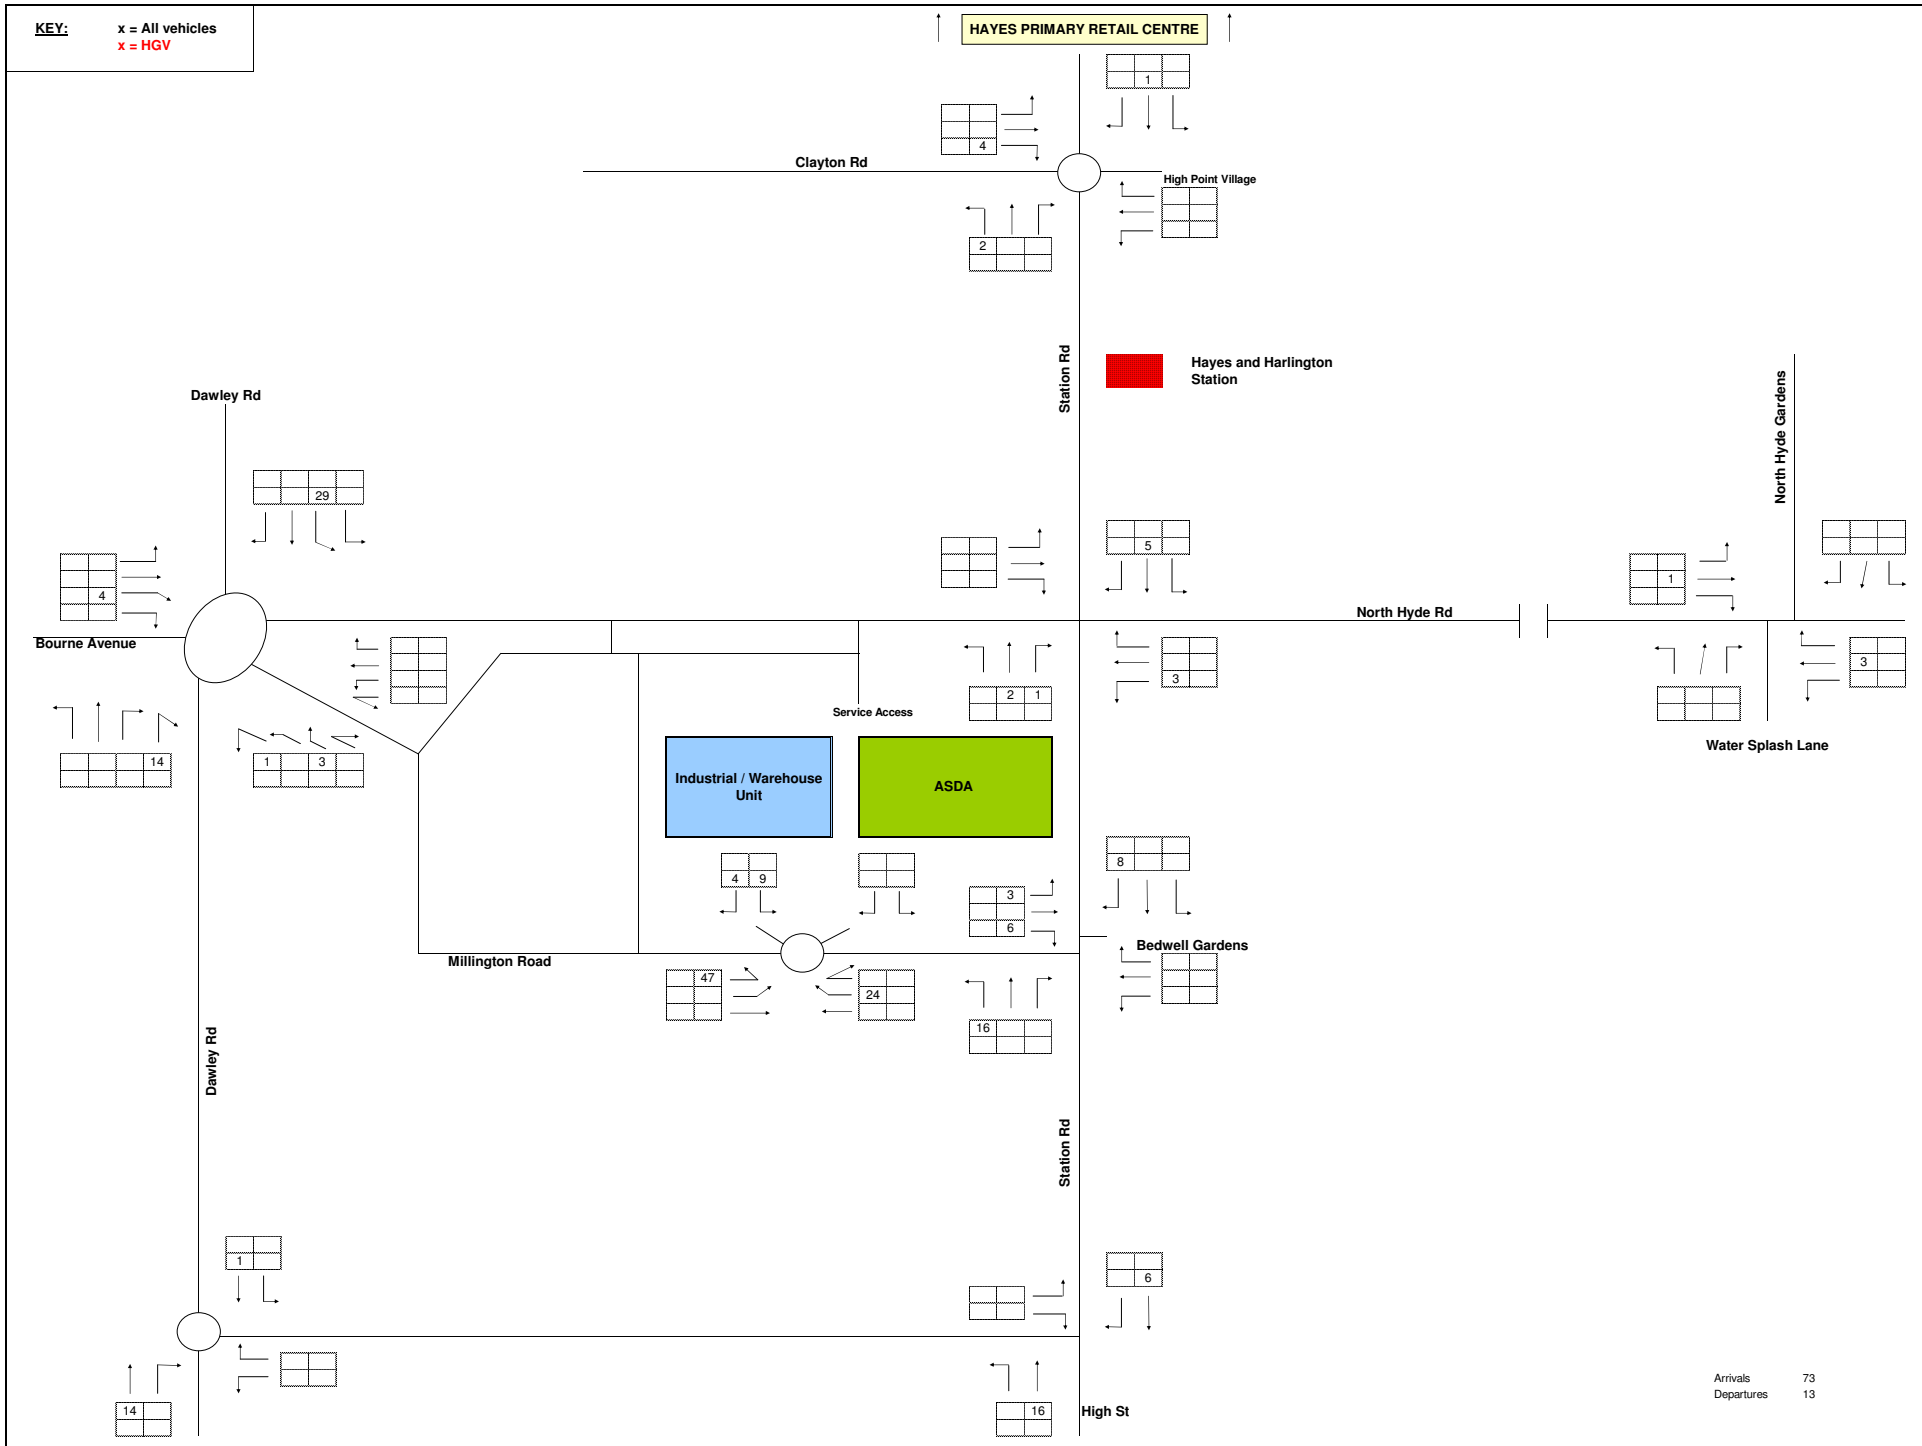 KEY: x = All vehicles
x = HGV
HAYES PRIMARY RETAIL CENTRE
1
4
Clayton Rd
High Point Village
2
Station Rd
Hayes and Harlington
Station
Dawley Rd
North Hyde Gardens
29
5
4
1
North Hyde Rd
Bourne Avenue
3
3
2 1
Service Access
Water Splash Lane
14
1 3
Industrial / Warehouse
Unit
ASDA
8
4 9
3
6
Bedwell Gardens
Millington Road
47
24
16
Dawley Rd
Station Rd
1
6
14
16
High St
Arrivals 73
Departures 13